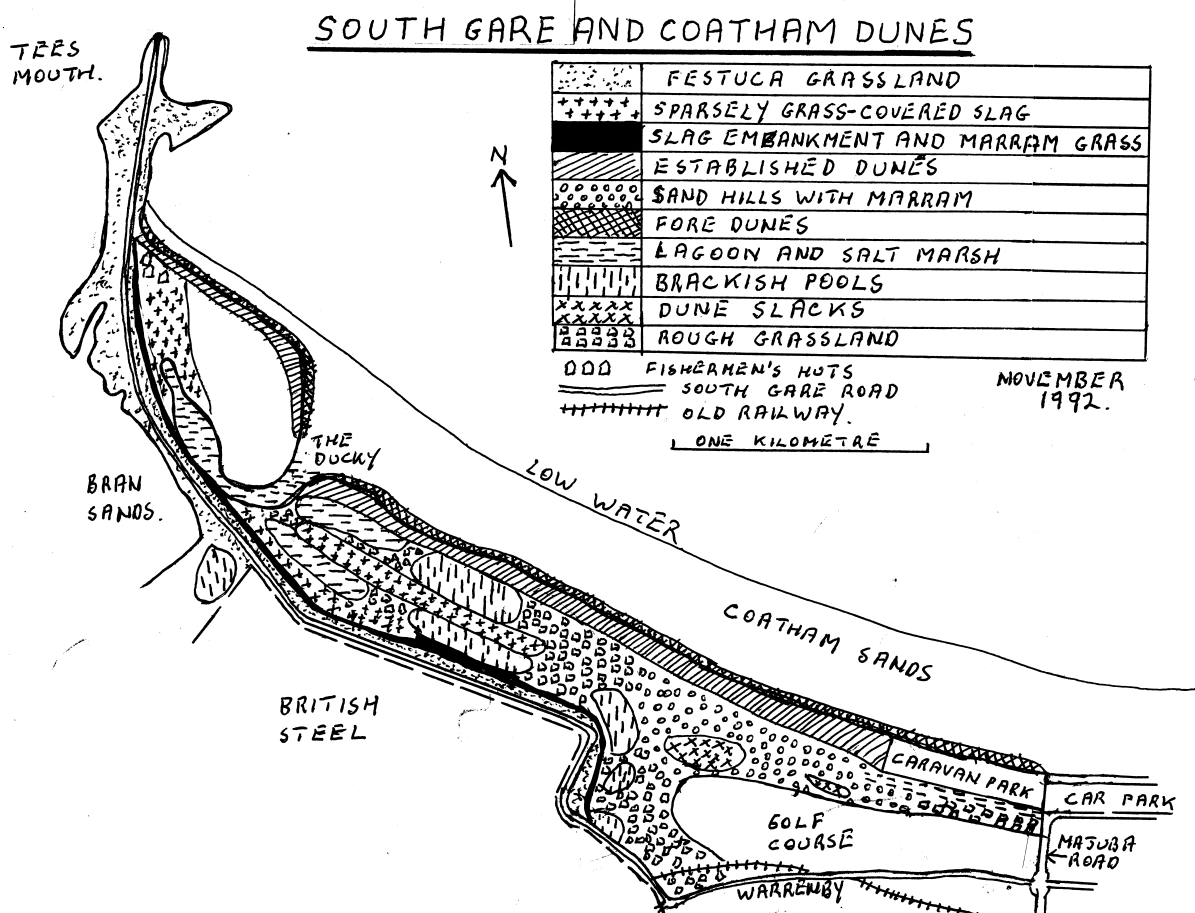 SOUTH GARE AND COATHAM DUNES
TEES
MOUTH.
FESTUCA GRASSLAND
SPARSELY GRASS-COVERED SLAG
SLAG EMBANKMENT AND MARRAM GRASS
ESTABLISHED DUNES
SAND HILLS WITH MARRAM
FORE DUNES
LAGOON AND SALT MARSH
BRACKISH POOLS
DUNE SLACKS
ROUGH GRASSLAND
FISHERMEN'S HUTS
SOUTH GARE ROAD
OLD RAILWAY.
ONE KILOMETRE
NOVEMBER
1992.
N
THE
DUCKY
BRAN
SANDS.
LOW WATER
COATHAM SANDS
BRITISH
STEEL
CARAVAN PARK
CAR PARK
GOLF
COURSE
MAJUBA
ROAD
WARRENBY